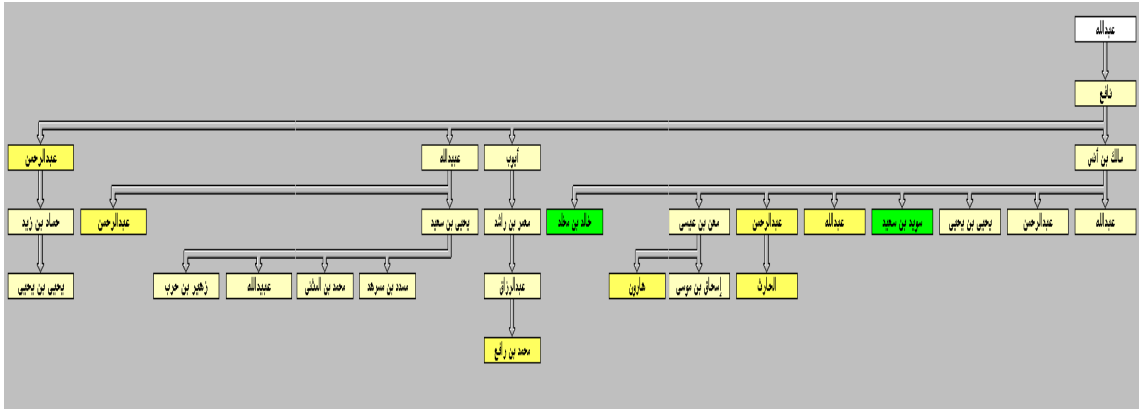 عبدالله
نافع
عبدالرحمن
عبيدالله
أيوب
مالك بن أنس
حماد بن زيد
عبدالرحمن
يحيى بن سعيد
معمر بن راشد
خالد بن مخلد
معن بن عيسى
عبدالرحمن
عبدالله
سويد بن سعيد
يحيى بن يحيى
عبدالرحمن
عبدالله
يحيى بن يحيى
زهير بن حرب
عبيدالله
محمد بن المثنى
مسدد بن مسرهد
عبدالرزاق
هارون
إسحاق بن موسى
الحارث
محمد بن رافع